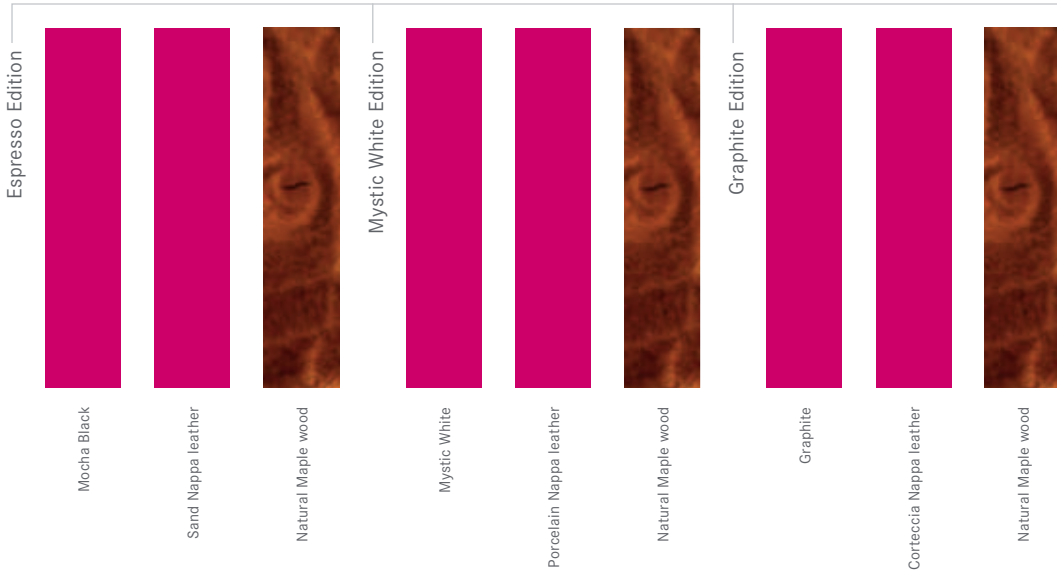 Espresso Edition
Mocha Black
Sand Nappa leather
Natural Maple wood
Mystic White Edition
Mystic White
Porcelain Nappa leather
Natural Maple wood
Graphite Edition
Graphite
Corteccia Nappa leather
Natural Maple wood